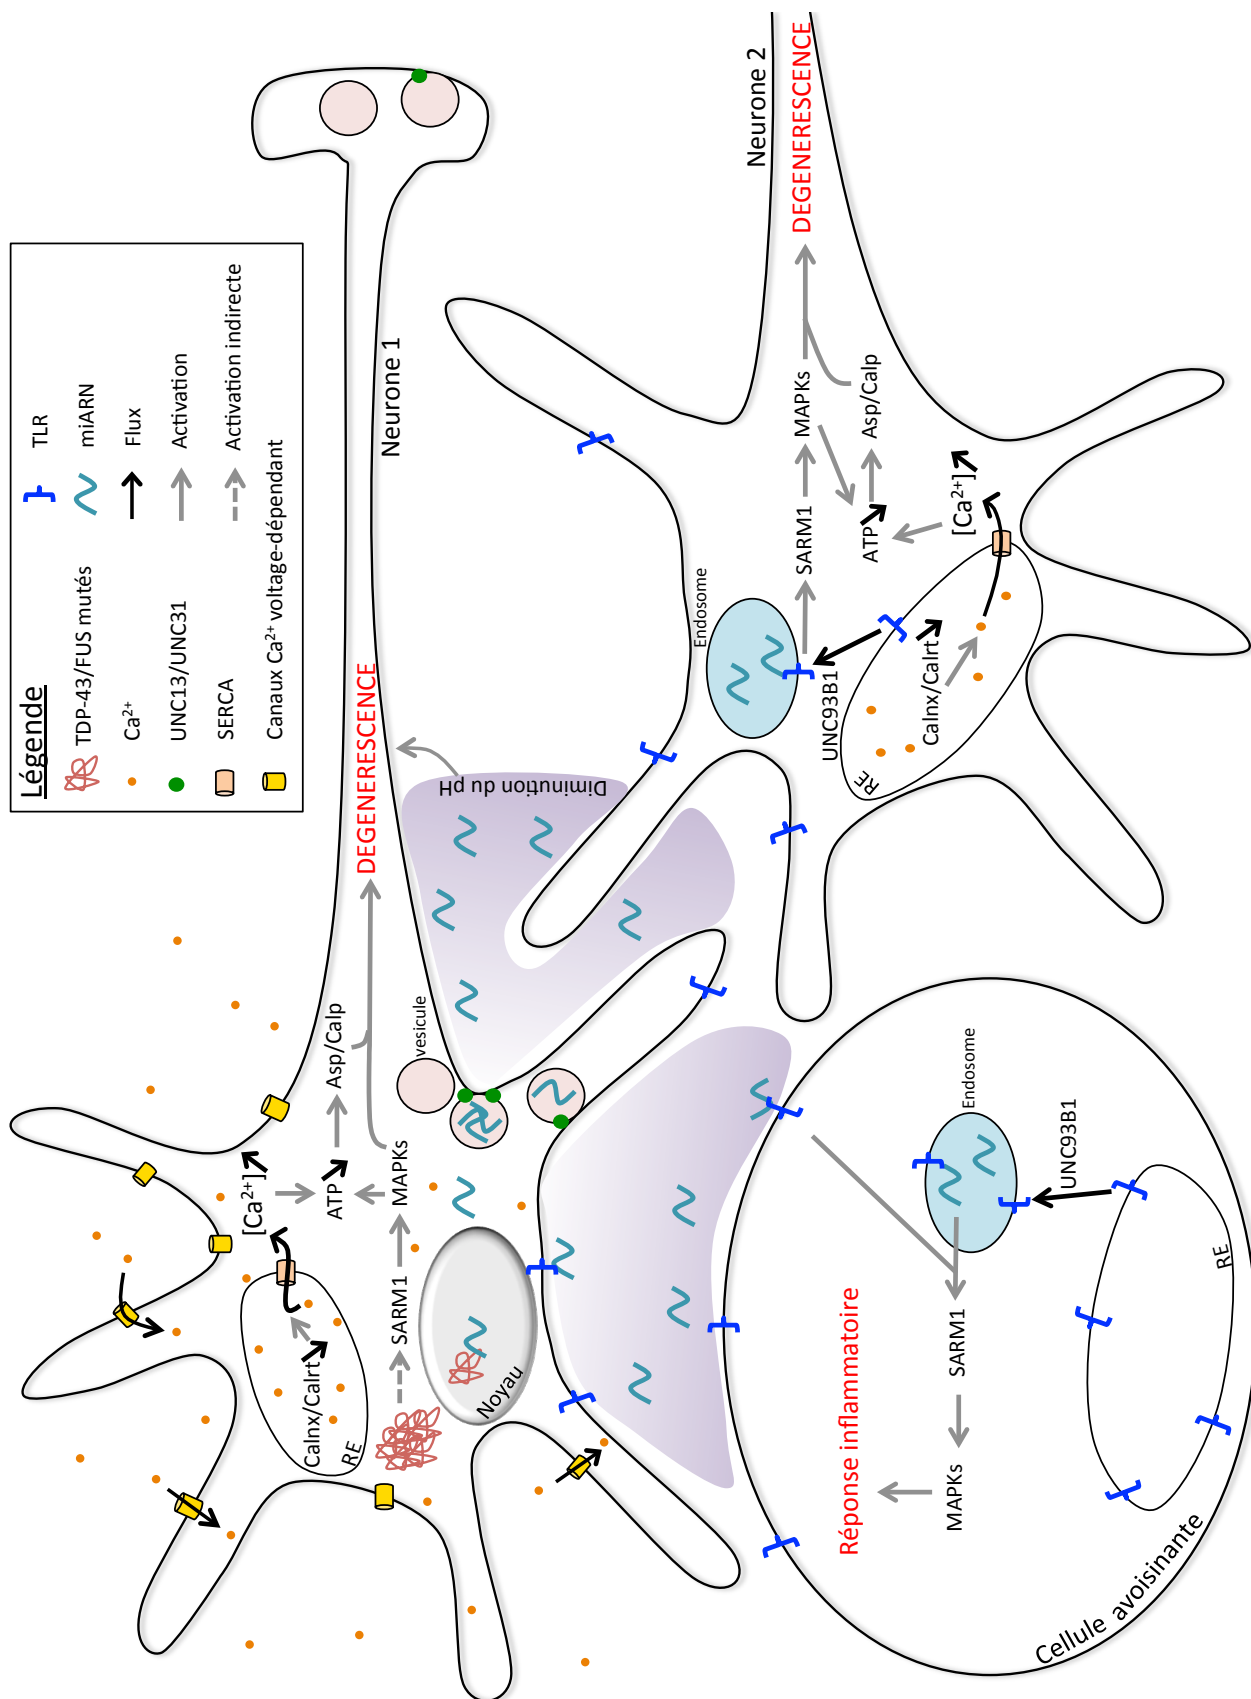 Légende
TDP-43/FUS mutés
Ca²⁺
UNC13/UNC31
SERCA
Canaux Ca²⁺ voltage-dépendant
TLR
miARN
Flux
Activation
Activation indirecte
Neurone 1
[Ca²⁺]
Calnx/Calrt
RE
ATP
Asp/Calp
SARM1
MAPKs
DEGENERESCENCE
Noyau
vesicule
Diminution du pH
Neurone 2
Endosome
UNC93B1
SARM1
MAPKs
DEGENERESCENCE
ATP
Asp/Calp
Calnx/Calrt
RE
[Ca²⁺]
Cellule avoisinante
Réponse inflammatoire
MAPKs
SARM1
Endosome
UNC93B1
RE